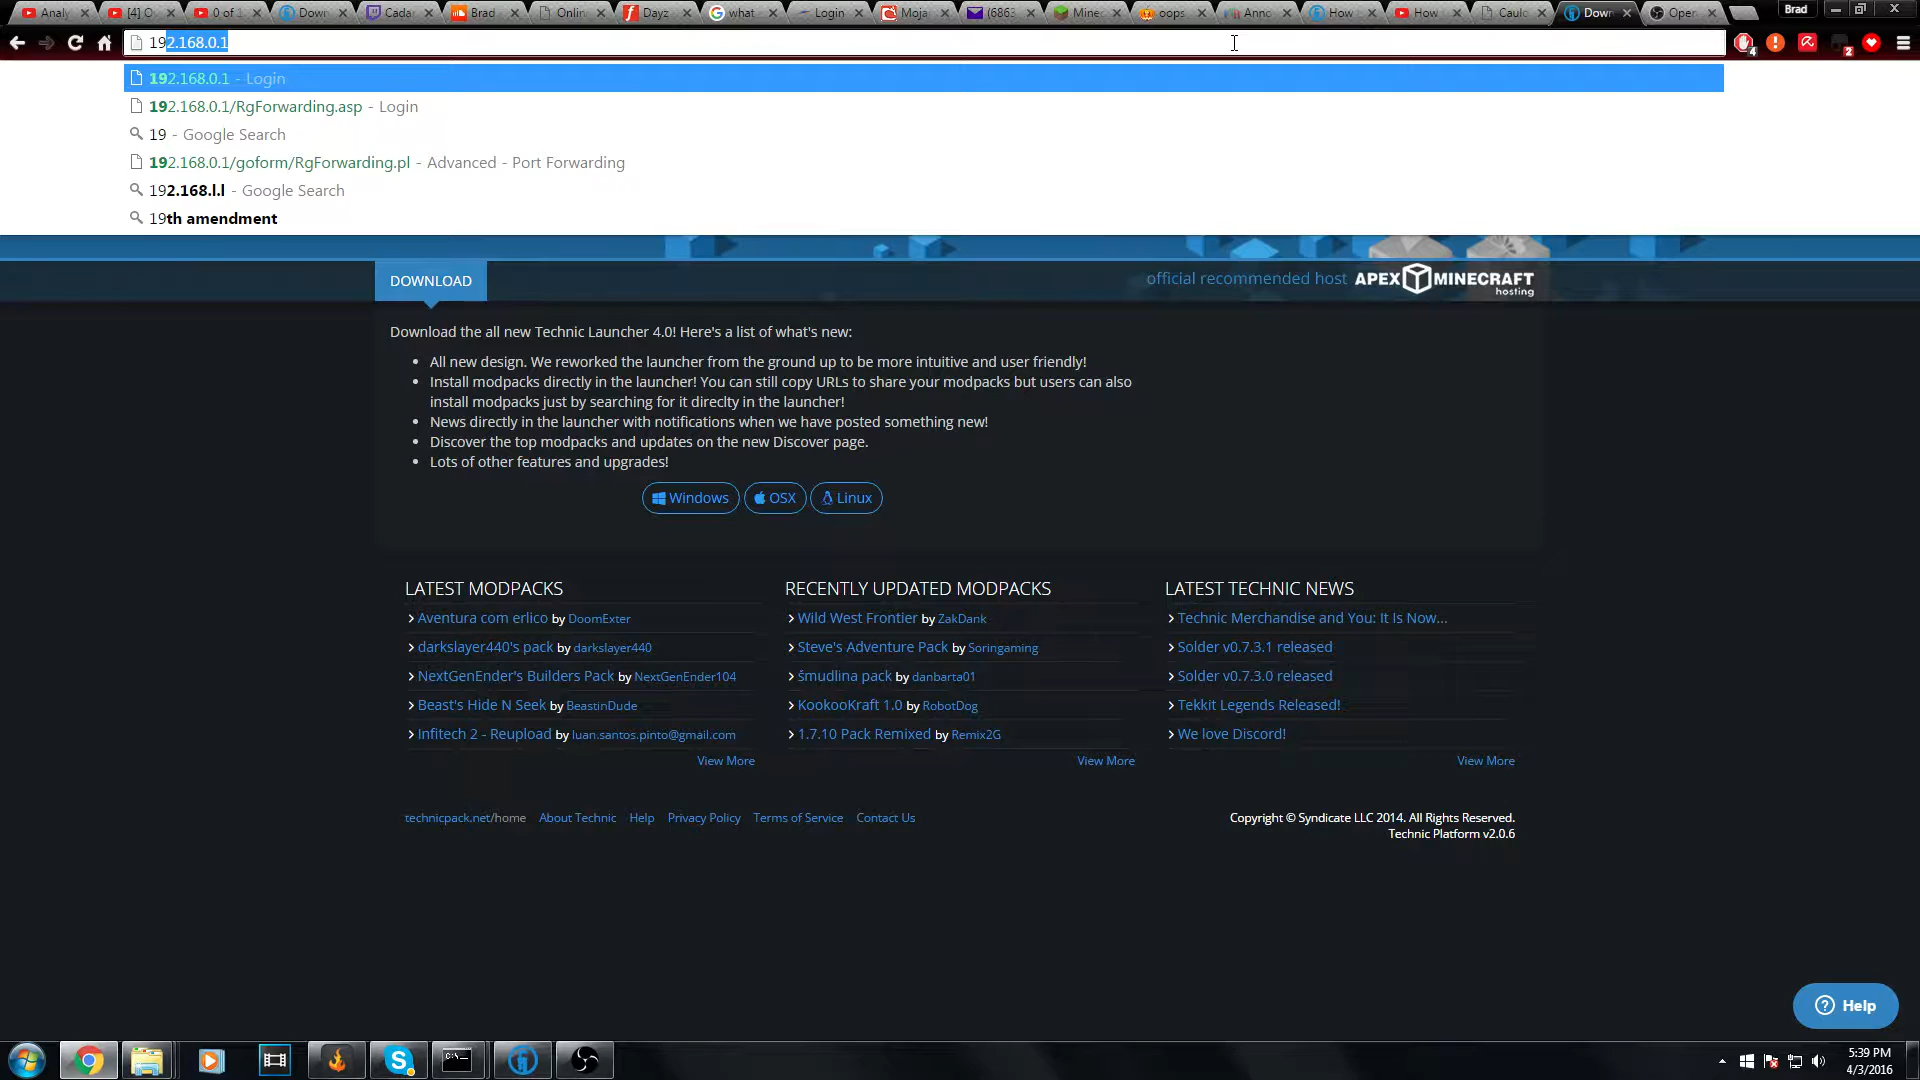 Analy [4] O 0 of 1 Down Cada Brad Onlin Dayz what Login Moja (6863 Mine oops Anno How How Caulc Down Oper Brad
192.168.0.1
4 2
192.168.0.1 - Login
192.168.0.1/RgForwarding.asp - Login
19 - Google Search
192.168.0.1/goform/RgForwarding.pl - Advanced - Port Forwarding
192.168.l.l - Google Search
19th amendment
DOWNLOAD
official recommended host APEX MINECRAFT
hosting
Download the all new Technic Launcher 4.0! Here's a list of what's new:
All new design. We reworked the launcher from the ground up to be more intuitive and user friendly!
Install modpacks directly in the launcher! You can still copy URLs to share your modpacks but users can also
install modpacks just by searching for it direclty in the launcher!
News directly in the launcher with notifications when we have posted something new!
Discover the top modpacks and updates on the new Discover page.
Lots of other features and upgrades!
Windows OSX Linux
LATEST MODPACKS
Aventura com erlico by DoomExter
darkslayer440's pack by darkslayer440
NextGenEnder's Builders Pack by NextGenEnder104
Beast's Hide N Seek by BeastinDude
Infitech 2 - Reupload by luan.santos.pinto@gmail.com
View More
RECENTLY UPDATED MODPACKS
Wild West Frontier by ZakDank
Steve's Adventure Pack by Soringaming
šmudlina pack by danbarta01
KookooKraft 1.0 by RobotDog
1.7.10 Pack Remixed by Remix2G
View More
LATEST TECHNIC NEWS
Technic Merchandise and You: It Is Now...
Solder v0.7.3.1 released
Solder v0.7.3.0 released
Tekkit Legends Released!
We love Discord!
View More
technicpack.net/home About Technic Help Privacy Policy Terms of Service Contact Us
Copyright © Syndicate LLC 2014. All Rights Reserved.
Technic Platform v2.0.6
Help
C:\
5:39 PM
4/3/2016